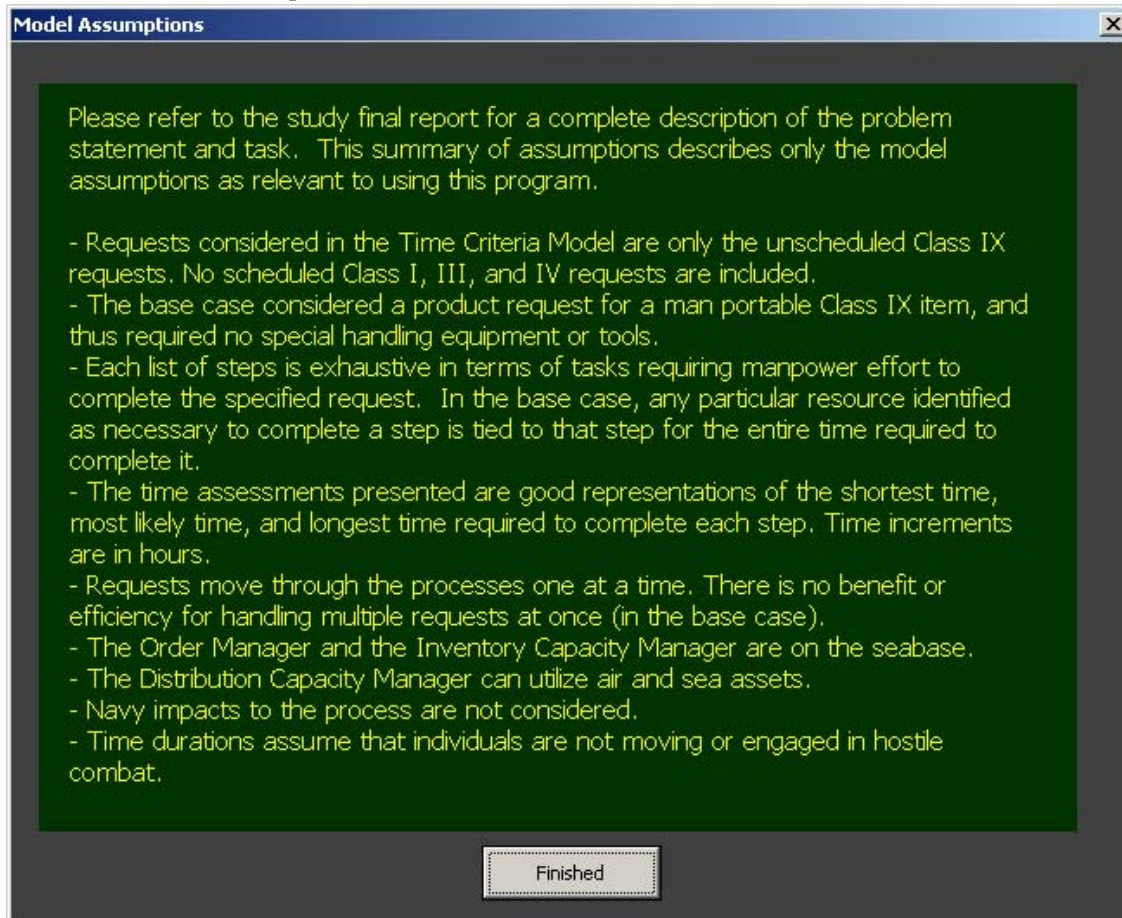 Model Assumptions
Please refer to the study final report for a complete description of the problem
statement and task.  This summary of assumptions describes only the model
assumptions as relevant to using this program.
- Requests considered in the Time Criteria Model are only the unscheduled Class IX
requests. No scheduled Class I, III, and IV requests are included.
- The base case considered a product request for a man portable Class IX item, and
thus required no special handling equipment or tools.
- Each list of steps is exhaustive in terms of tasks requiring manpower effort to
complete the specified request.  In the base case, any particular resource identified
as necessary to complete a step is tied to that step for the entire time required to
complete it.
- The time assessments presented are good representations of the shortest time,
most likely time, and longest time required to complete each step. Time increments
are in hours.
- Requests move through the processes one at a time. There is no benefit or
efficiency for handling multiple requests at once (in the base case).
- The Order Manager and the Inventory Capacity Manager are on the seabase.
- The Distribution Capacity Manager can utilize air and sea assets.
- Navy impacts to the process are not considered.
- Time durations assume that individuals are not moving or engaged in hostile
combat.
Finished